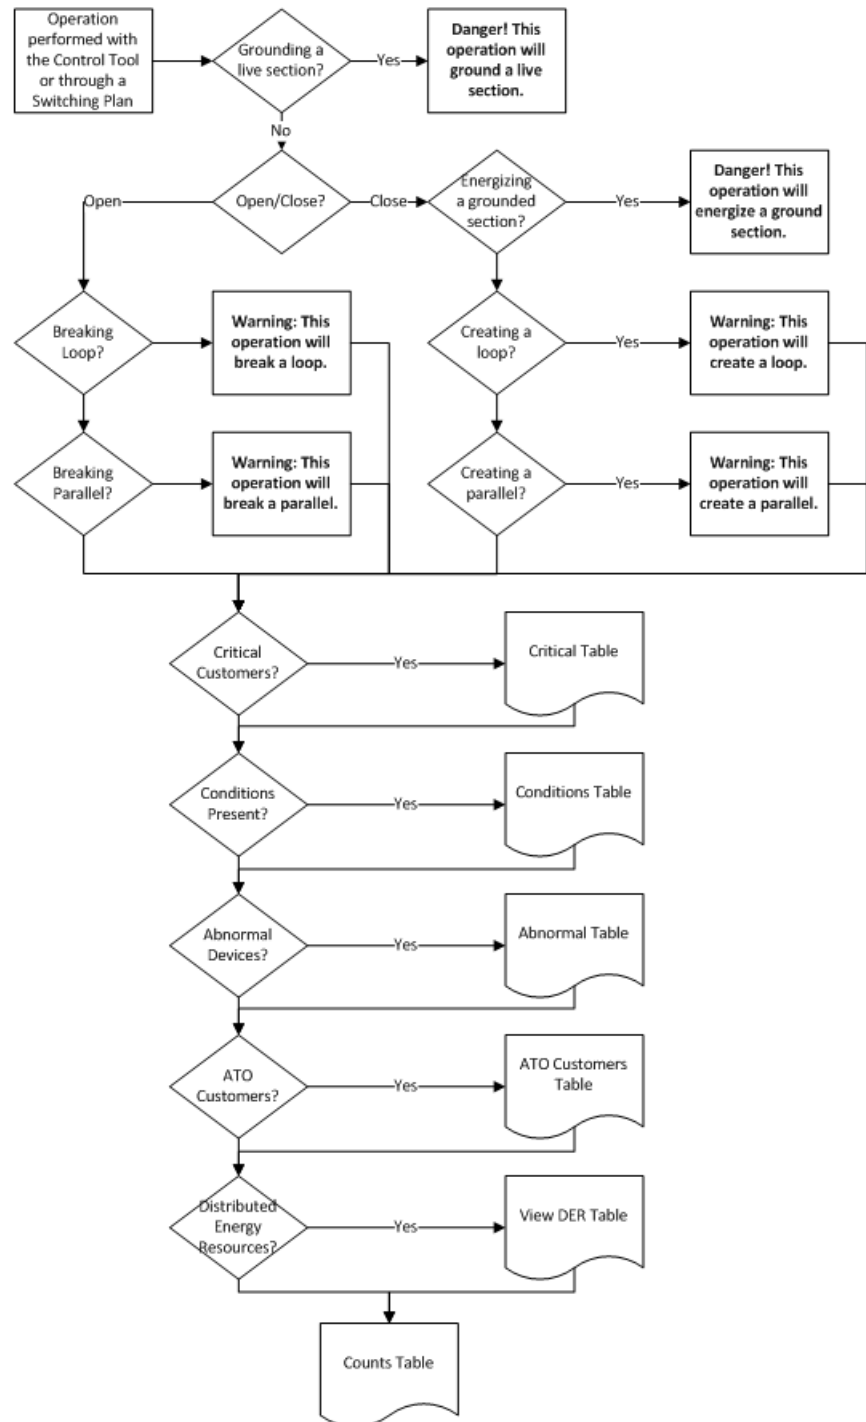 Operation
performed with
the Control Tool
or through a
Switching Plan
Grounding a
live section?
Yes
Danger! This
operation will
ground a live
section.
No
Open
Open/Close?
Close
Energizing
a grounded
section?
Yes
Danger! This
operation will
energize a ground
section.
Breaking
Loop?
Warning: This
operation will
break a loop.
Creating a
loop?
Yes
Warning: This
operation will
create a loop.
Breaking
Parallel?
Warning: This
operation will
break a parallel.
Creating a
parallel?
Yes
Warning: This
operation will
create a parallel.
Critical
Customers?
Yes
Critical Table
Conditions
Present?
Yes
Conditions Table
Abnormal
Devices?
Yes
Abnormal Table
ATO
Customers?
Yes
ATO Customers
Table
Distributed
Energy
Resources?
Yes
View DER Table
Counts Table